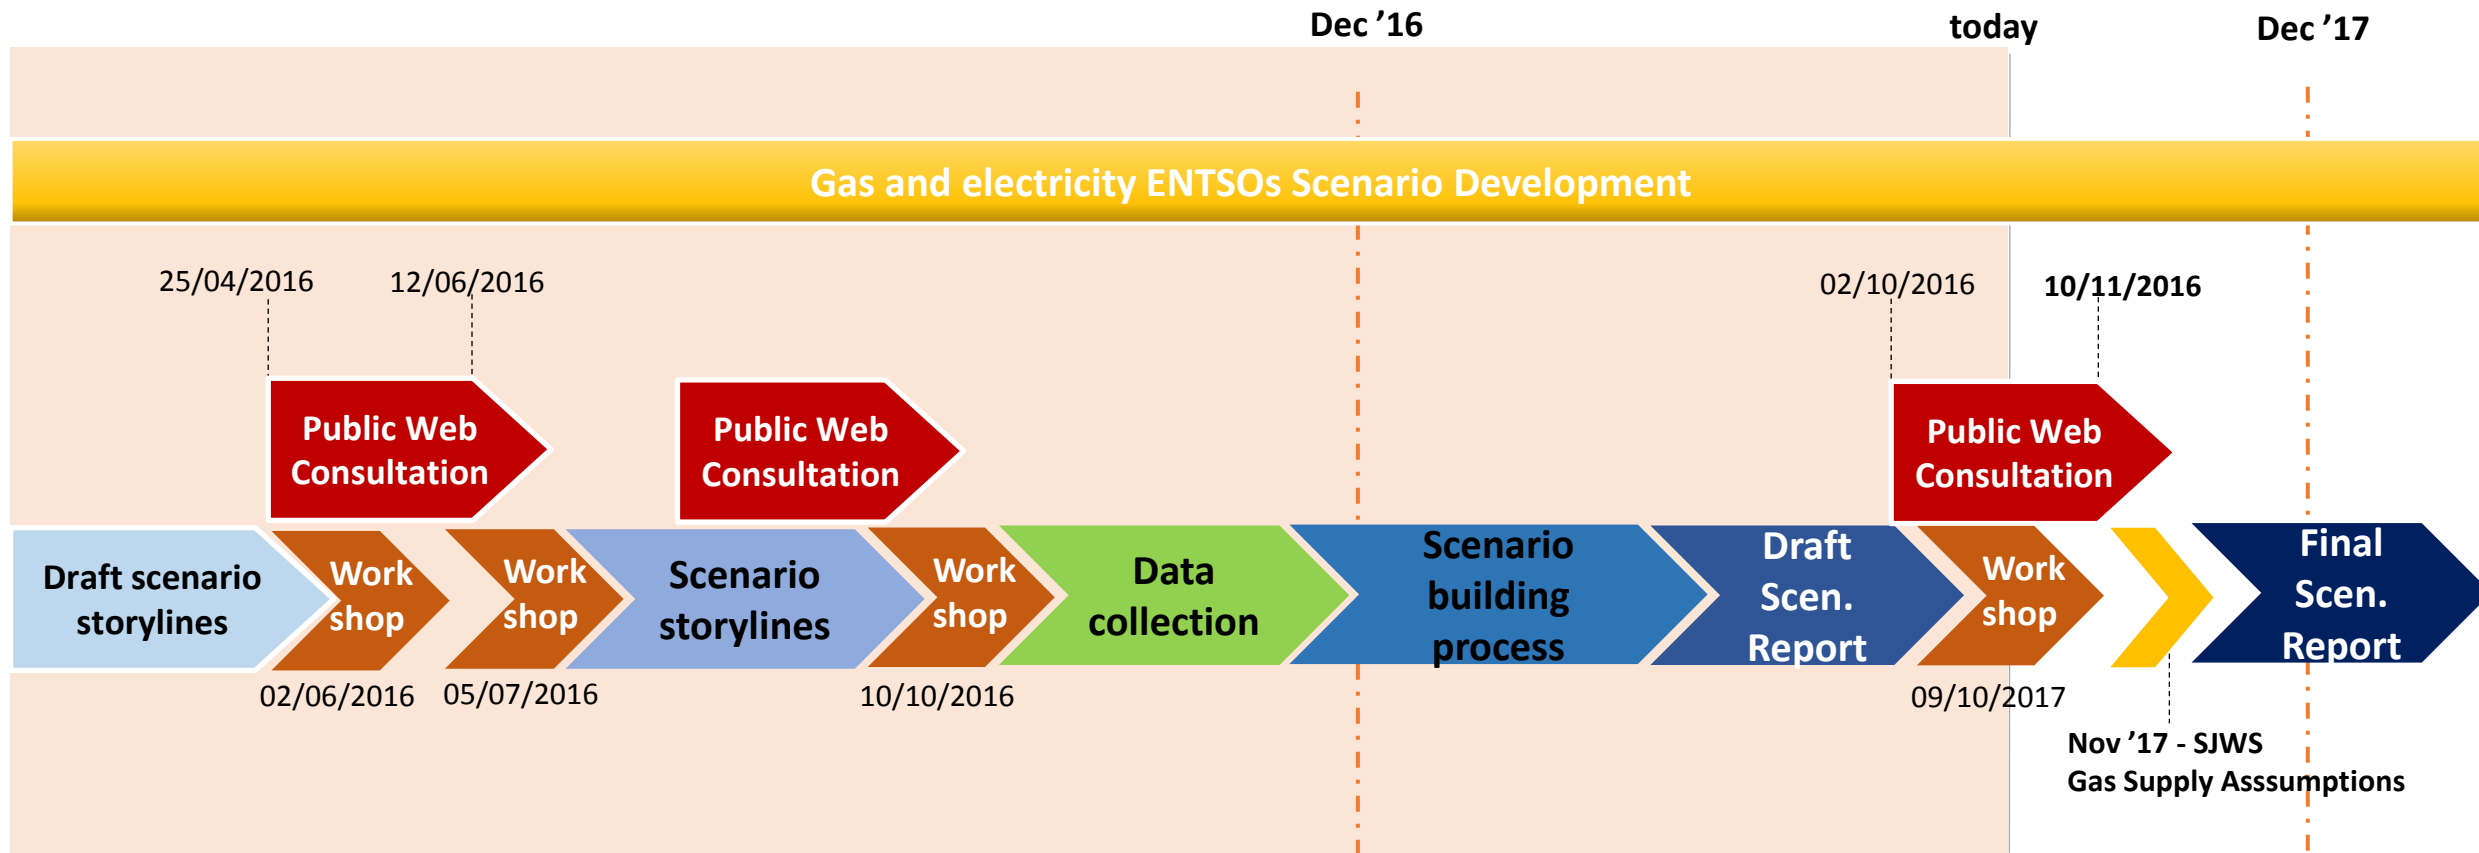 Dec ’16
today
Dec ’17
Gas and electricity ENTSOs Scenario Development
25/04/2016
12/06/2016
02/10/2016
10/11/2016
Public Web
Consultation
Public Web
Consultation
Public Web
Consultation
Draft scenario
storylines
Work
shop
Work
shop
Scenario
storylines
Work
shop
Data
collection
Scenario
building
process
Draft
Scen.
Report
Work
shop
Final
Scen.
Report
02/06/2016
05/07/2016
10/10/2016
09/10/2017
Nov ’17 - SJWS
Gas Supply Asssumptions